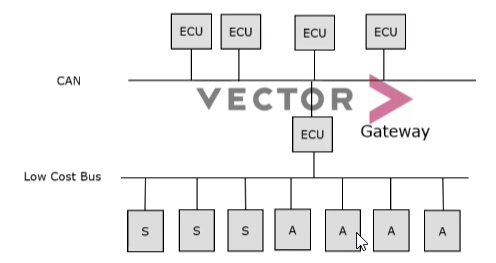 ECU ECU ECU ECU
CAN
VECTOR
ECU
Gateway
Low Cost Bus
S S S A A A A